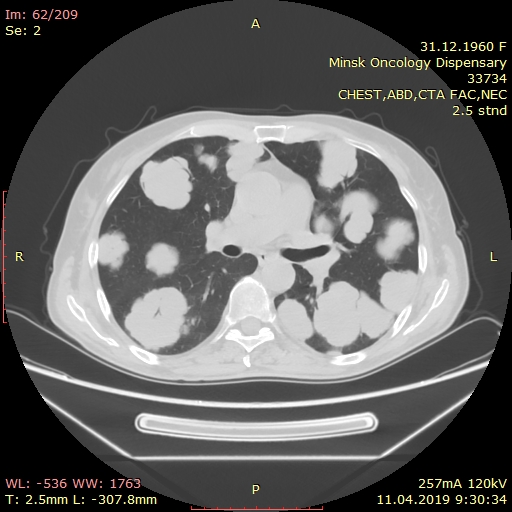 Im: 62/209
Se: 2
A
31.12.1960 F
Minsk Oncology Dispensary
33734
CHEST,ABD,CTA FAC,NEC
2.5 stnd
R
L
WL: -536 WW: 1763
T: 2.5mm L: -307.8mm
P
257mA 120kV
11.04.2019 9:30:34